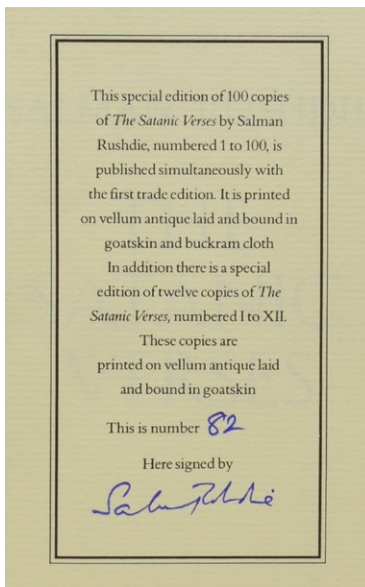 This special edition of 100 copies
of The Satanic Verses by Salman
Rushdie, numbered 1 to 100, is
published simultaneously with
the first trade edition. It is printed
on vellum antique laid and bound in
goatskin and buckram cloth
In addition there is a special
edition of twelve copies of The
Satanic Verses, numbered I to XII.
These copies are
printed on vellum antique laid
and bound in goatskin
This is number 82
Here signed by
Salman Rushdie